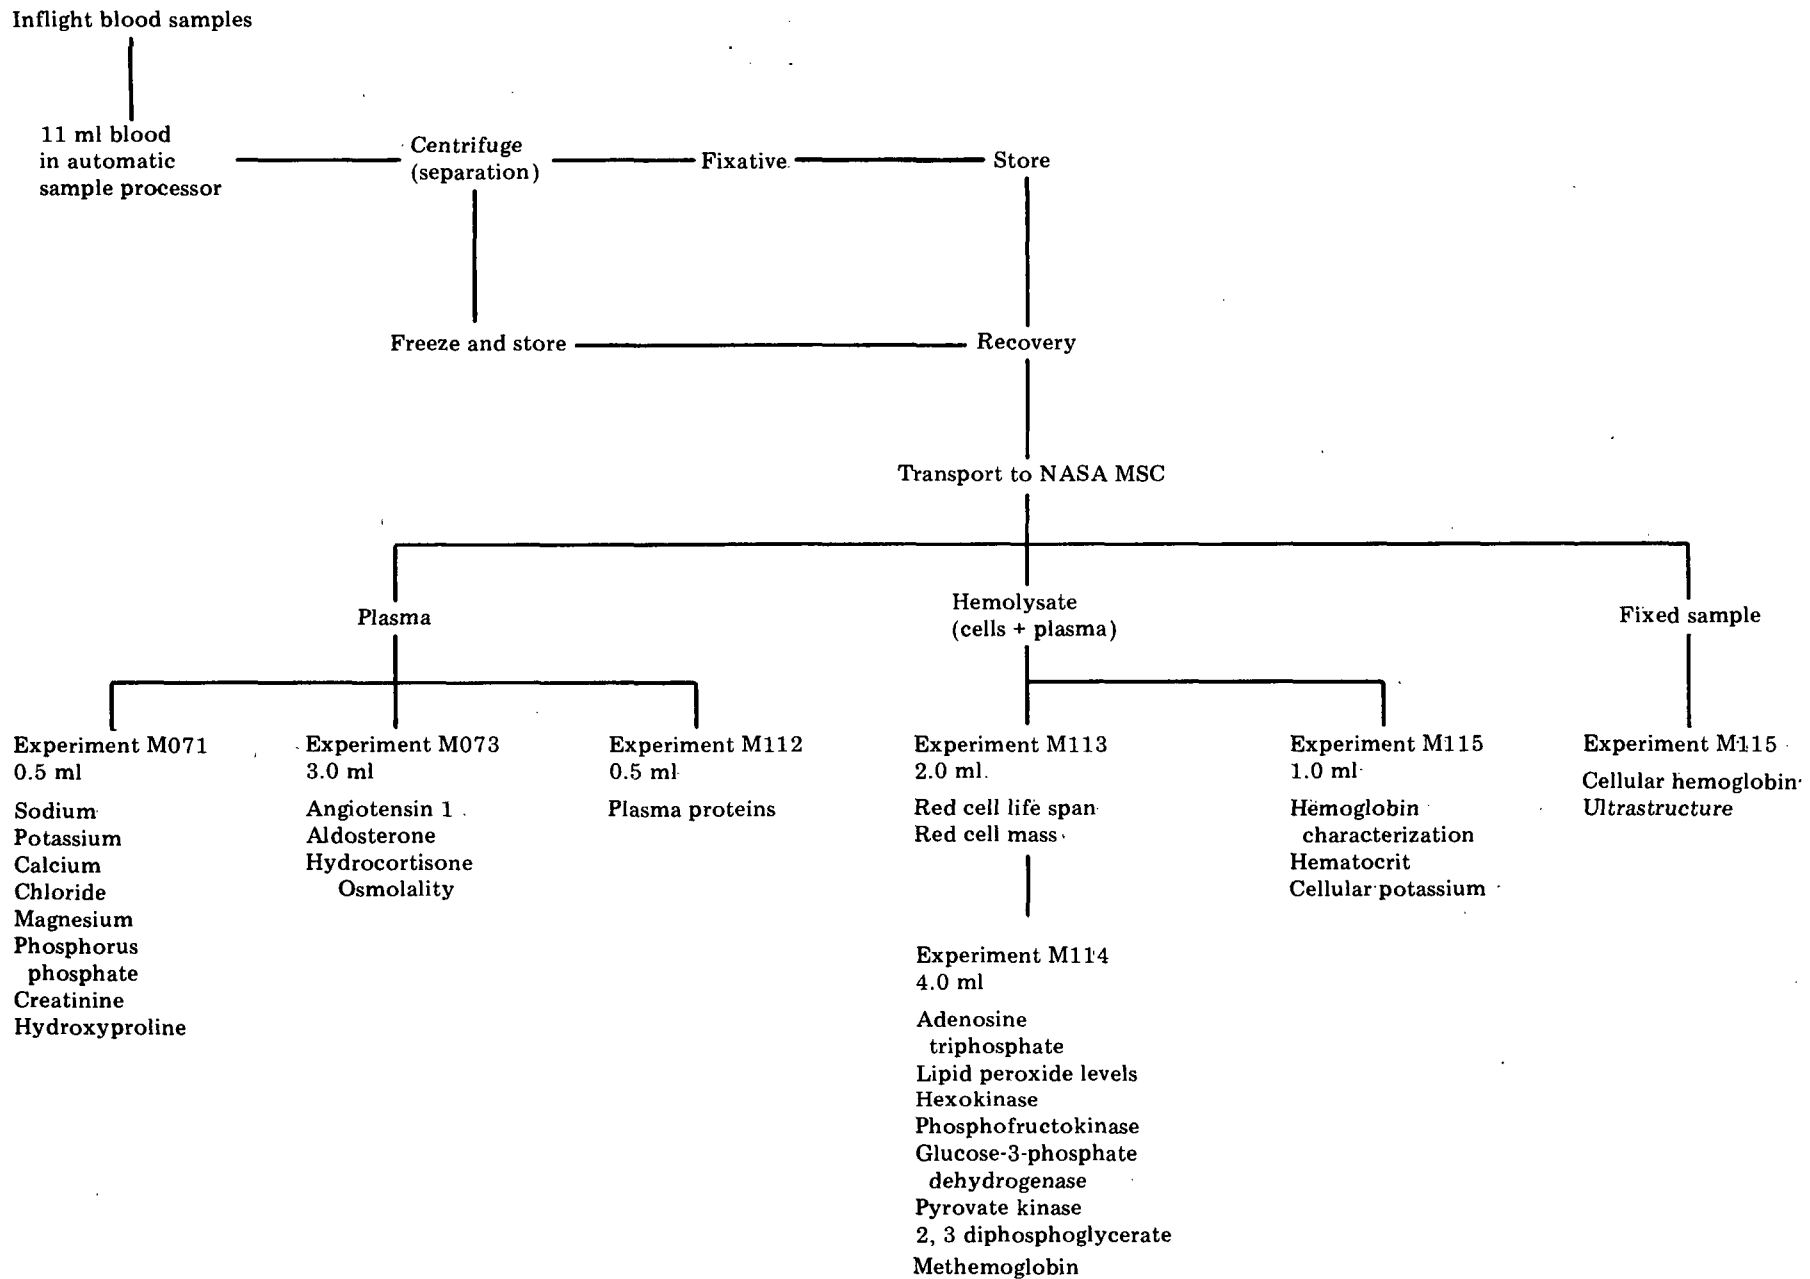 Inflight blood samples
11 ml blood
in automatic
sample processor
Centrifuge
(separation)
Fixative
Store
Freeze and store
Recovery
Transport to NASA MSC
Plasma
Hemolysate
(cells + plasma)
Fixed sample
Experiment M071
0.5 ml
Sodium
Potassium
Calcium
Chloride
Magnesium
Phosphorus
phosphate
Creatinine
Hydroxyproline
Experiment M073
3.0 ml
Angiotensin 1
Aldosterone
Hydrocortisone
Osmolality
Experiment M112
0.5 ml
Plasma proteins
Experiment M113
2.0 ml
Red cell life span
Red cell mass
Experiment M114
4.0 ml
Adenosine
triphosphate
Lipid peroxide levels
Hexokinase
Phosphofructokinase
Glucose-3-phosphate
dehydrogenase
Pyrovate kinase
2, 3 diphosphoglycerate
Methemoglobin
Experiment M115
1.0 ml
Hemoglobin
characterization
Hematocrit
Cellular potassium
Experiment M115
Cellular hemoglobin
Ultrastructure